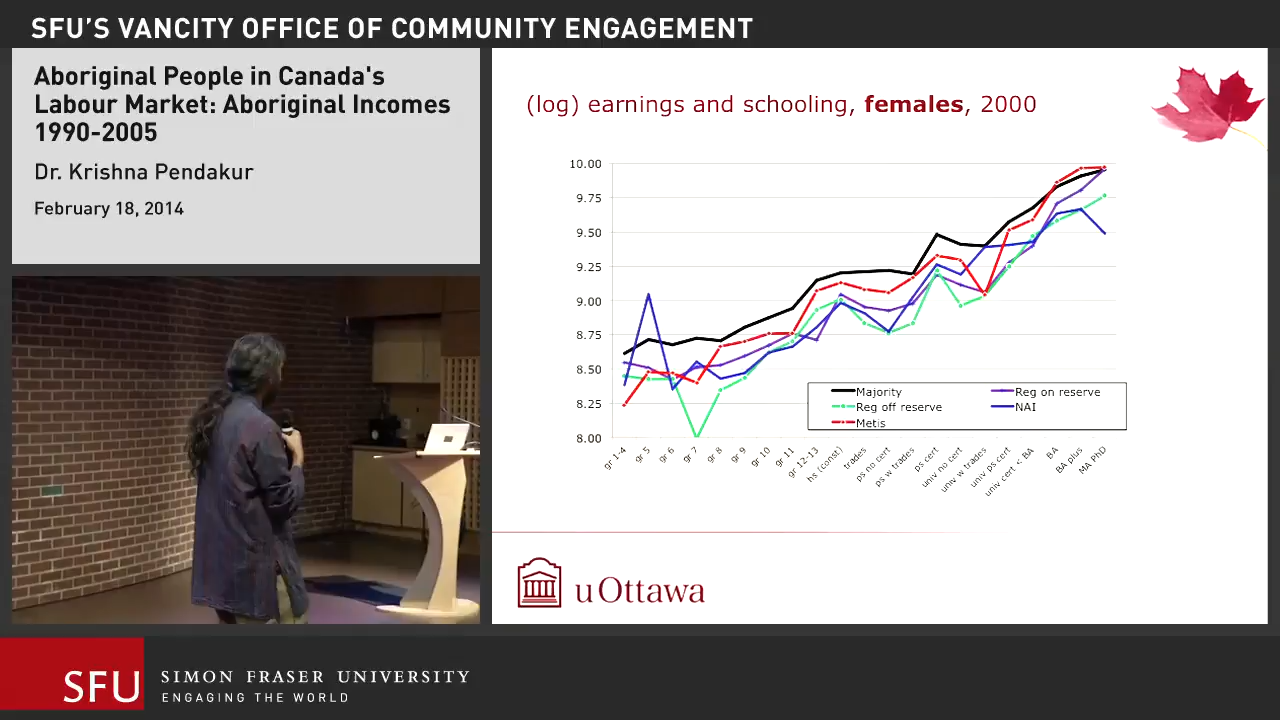 SFU'S VANCITY OFFICE OF COMMUNITY ENGAGEMENT
Aboriginal People in Canada's
Labour Market: Aboriginal Incomes
1990-2005
Dr. Krishna Pendakur
February 18, 2014
(log) earnings and schooling, females, 2000
10.00
9.75
9.50
9.25
9.00
8.75
8.50
8.25
8.00
Majority
Reg on reserve
Reg off reserve
NAI
Metis
gr 1-4
gr 5
gr 6
gr 7
gr 8
gr 9
gr 10
gr 11
gr 12-13
hs (const)
trades
ps no cert
ps w trades
ps cert
univ no cert
univ w trades
univ ps cert
univ cert < BA
BA
BA plus
MA PhD
uOttawa
SFU
SIMON FRASER UNIVERSITY
ENGAGING THE WORLD